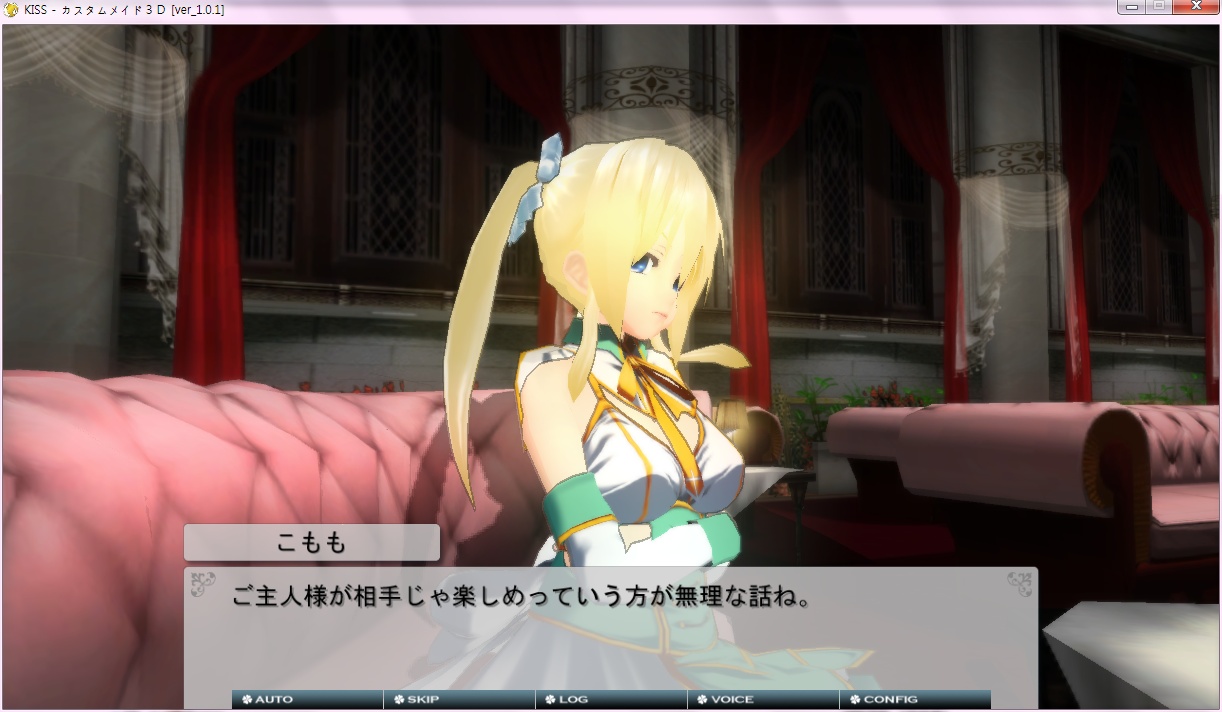 KISS - カスタムメイド３Ｄ [ver_1.0.1]
こもも
ご主人様が相手じゃ楽しめっていう方が無理な話ね。
AUTO SKIP LOG VOICE CONFIG